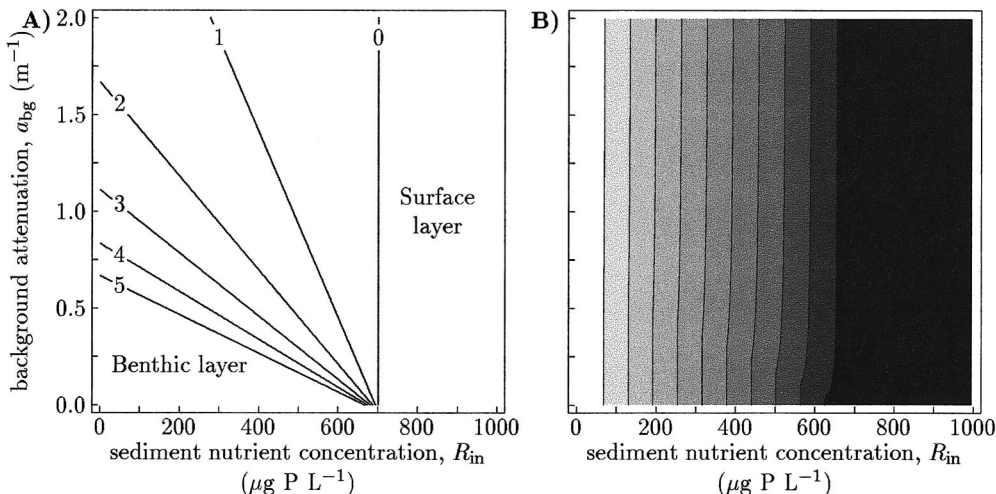 A)
B)
2.0
1.5
1.0
0.5
0.0
background attenuation, a_bg (m⁻¹)
1
0
2
3
4
5
Surface
layer
Benthic layer
0 200 400 600 800 1000
sediment nutrient concentration, R_in
(μg P L⁻¹)
0 200 400 600 800 1000
sediment nutrient concentration, R_in
(μg P L⁻¹)